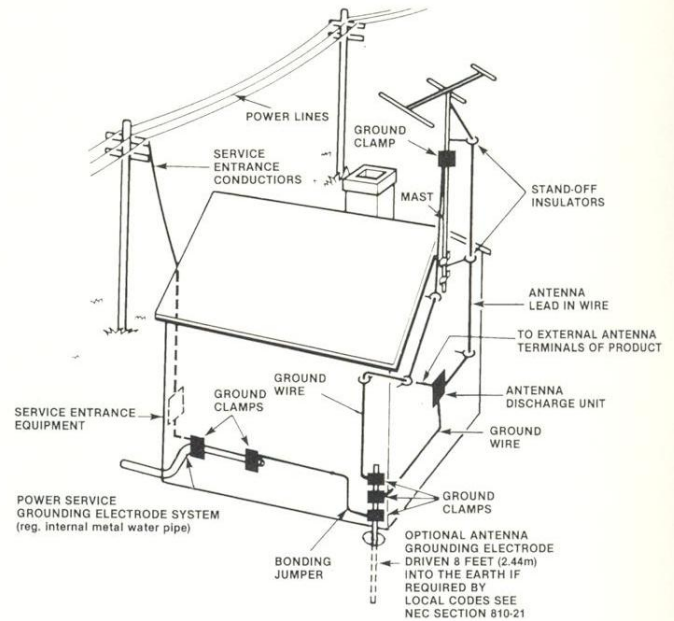 POWER LINES
GROUND
CLAMP
SERVICE
ENTRANCE
CONDUCTIORS
MAST
STAND-OFF
INSULATORS
ANTENNA
LEAD IN WIRE
TO EXTERNAL ANTENNA
TERMINALS OF PRODUCT
GROUND
WIRE
GROUND
CLAMPS
ANTENNA
DISCHARGE UNIT
SERVICE ENTRANCE
EQUIPMENT
GROUND
WIRE
POWER SERVICE
GROUNDING ELECTRODE SYSTEM
(reg. internal metal water pipe)
GROUND
CLAMPS
BONDING
JUMPER
OPTIONAL ANTENNA
GROUNDING ELECTRODE
DRIVEN 8 FEET (2.44m)
INTO THE EARTH IF
REQUIRED BY
LOCAL CODES SEE
NEC SECTION 810-21